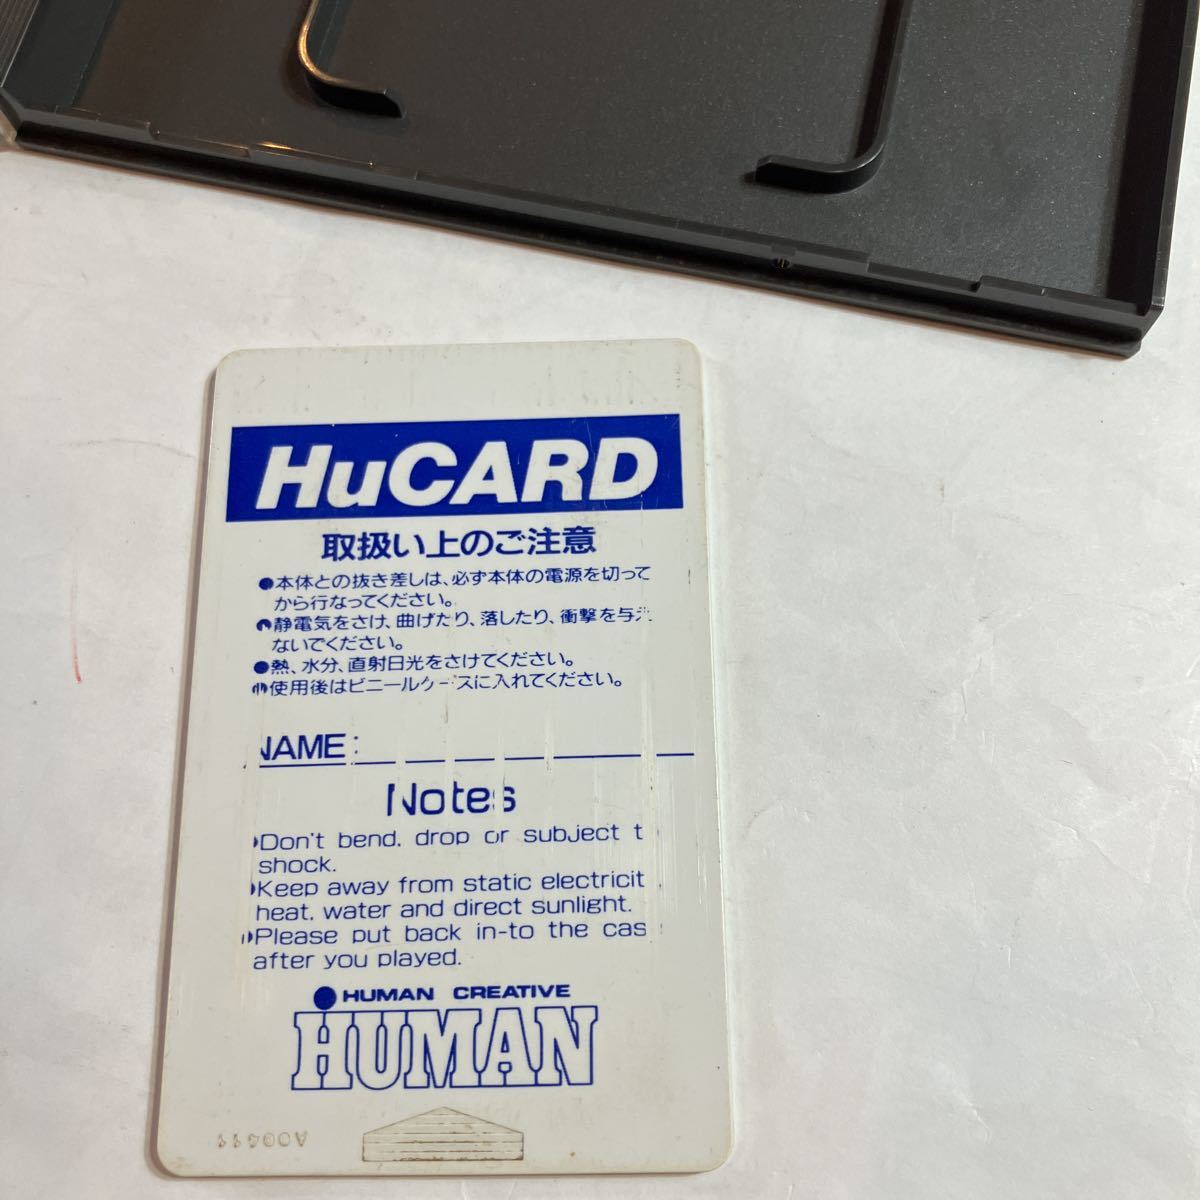 HuCARD
取扱い上のご注意
●本体との抜き差しは、必ず本体の電源を切って
から行なってください。
●静電気をさけ、曲げたり、落したり、衝撃を与え
ないでください。
●熱、水分、直射日光をさけてください。
●使用後はビニールケースに入れてください。
NAME:
Notes
●Don't bend, drop or subject t
shock.
●Keep away from static electricit
heat, water and direct sunlight.
●Please put back in-to the cas
after you played.
HUMAN CREATIVE
HUMAN
A00411